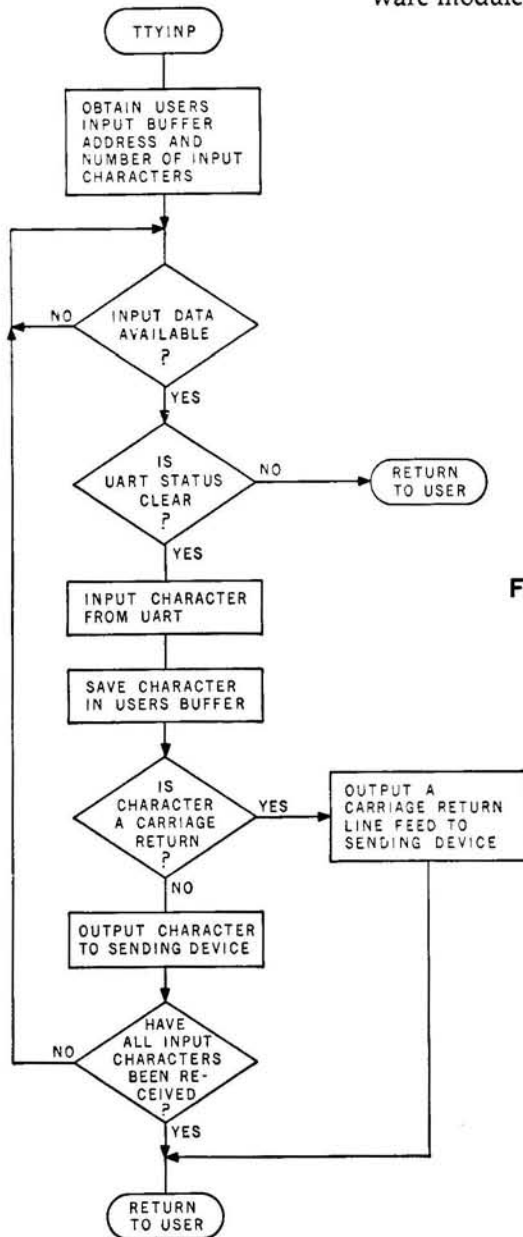 ware module
TTYINP
OBTAIN USERS
INPUT BUFFER
ADDRESS AND
NUMBER OF INPUT
CHARACTERS
NO
INPUT DATA
AVAILABLE
?
YES
IS
UART STATUS
CLEAR
?
NO
RETURN
TO USER
YES
INPUT CHARACTER
FROM UART
F
SAVE CHARACTER
IN USERS BUFFER
IS
CHARACTER
A CARRIAGE
RETURN
?
YES
OUTPUT A
CARRIAGE RETURN
LINE FEED TO
SENDING DEVICE
NO
OUTPUT CHARACTER
TO SENDING DEVICE
NO
HAVE
ALL INPUT
CHARACTERS
BEEN RE-
CEIVED
?
YES
RETURN
TO USER